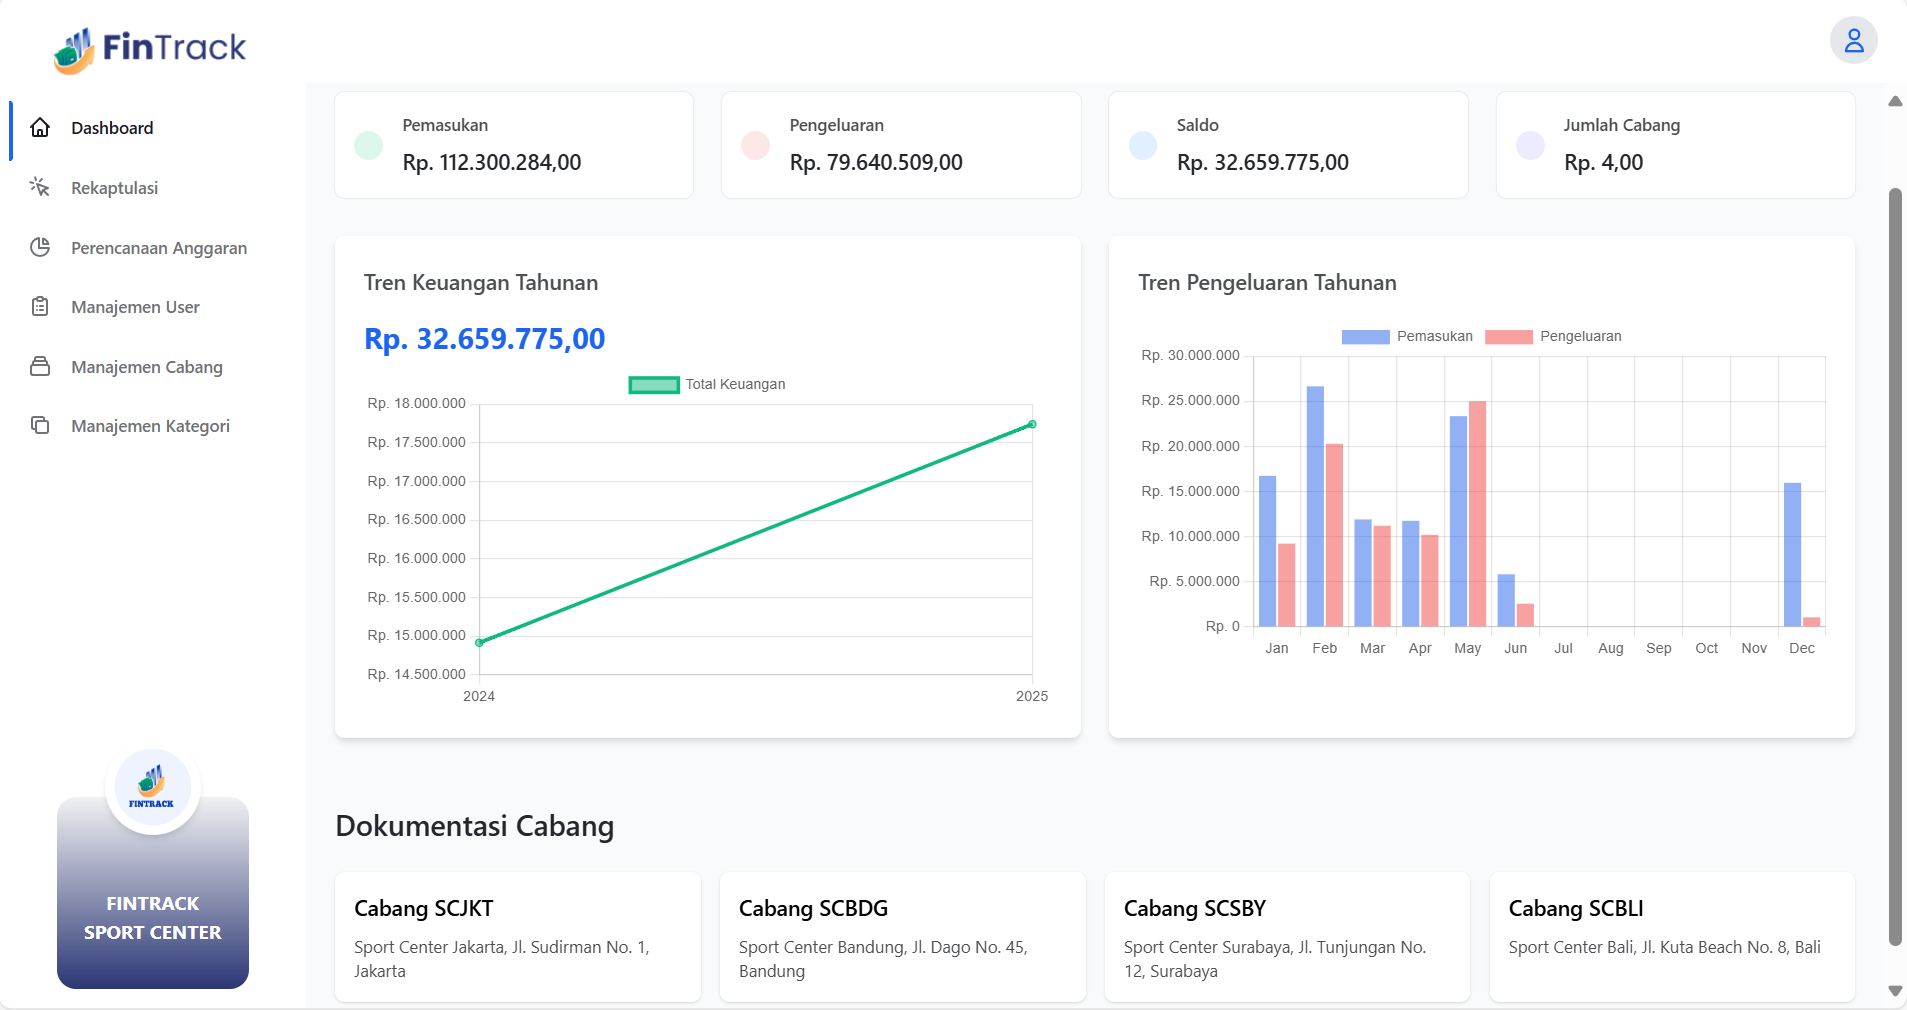 FinTrack
Dashboard
Rekaptulasi
Perencanaan Anggaran
Manajemen User
Manajemen Cabang
Manajemen Kategori
FINTRACK
FINTRACK
SPORT CENTER
Pemasukan
Rp. 112.300.284,00
Pengeluaran
Rp. 79.640.509,00
Saldo
Rp. 32.659.775,00
Jumlah Cabang
Rp. 4,00
Tren Keuangan Tahunan
Rp. 32.659.775,00
Total Keuangan
Rp. 18.000.000
Rp. 17.500.000
Rp. 17.000.000
Rp. 16.500.000
Rp. 16.000.000
Rp. 15.500.000
Rp. 15.000.000
Rp. 14.500.000
2024 2025
Tren Pengeluaran Tahunan
Pemasukan Pengeluaran
Rp. 30.000.000
Rp. 25.000.000
Rp. 20.000.000
Rp. 15.000.000
Rp. 10.000.000
Rp. 5.000.000
Rp. 0
Jan Feb Mar Apr May Jun Jul Aug Sep Oct Nov Dec
Dokumentasi Cabang
Cabang SCJKT
Sport Center Jakarta, Jl. Sudirman No. 1,
Jakarta
Cabang SCBDG
Sport Center Bandung, Jl. Dago No. 45,
Bandung
Cabang SCSBY
Sport Center Surabaya, Jl. Tunjungan No.
12, Surabaya
Cabang SCBLI
Sport Center Bali, Jl. Kuta Beach No. 8, Bali